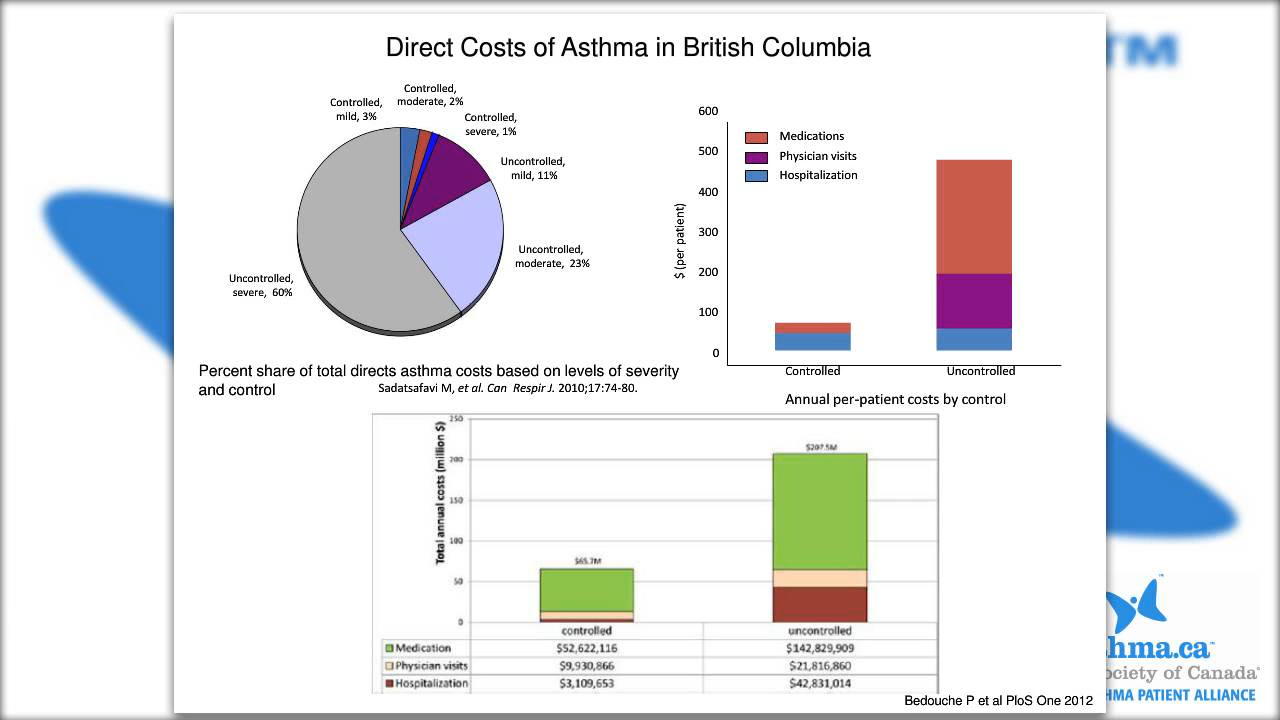 TM
Direct Costs of Asthma in British Columbia
Controlled,
mild, 3%
Controlled,
moderate, 2%
Controlled,
severe, 1%
Uncontrolled,
mild, 11%
Uncontrolled,
moderate, 23%
Uncontrolled,
severe, 60%
Percent share of total directs asthma costs based on levels of severity
and control
Sadatsafavi M, et al. Can Respir J. 2010;17:74-80.
$ (per patient)
600
500
400
300
200
100
0
Medications
Physician visits
Hospitalization
Controlled
Uncontrolled
Annual per-patient costs by control
Total annual costs (million $)
250
200
150
100
50
0
$65.7M
$207.5M
controlled
uncontrolled
Medication $52,622,116 $142,829,909
Physician visits $9,930,866 $21,816,860
Hospitalization $3,109,653 $42,831,014
Bedouche P et al PloS One 2012
TM
hma.ca™
ociety of Canada®
HMA PATIENT ALLIANCE